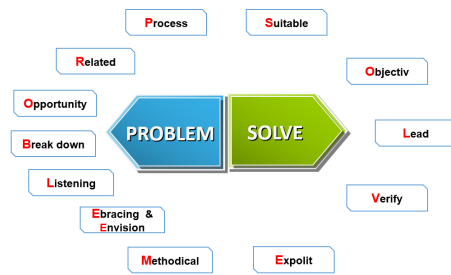 Process
Suitable
Related
Objectiv
Opportunity
PROBLEM
SOLVE
Break down
Lead
Listening
Verify
Ebracing &
Envision
Methodical
Expolit